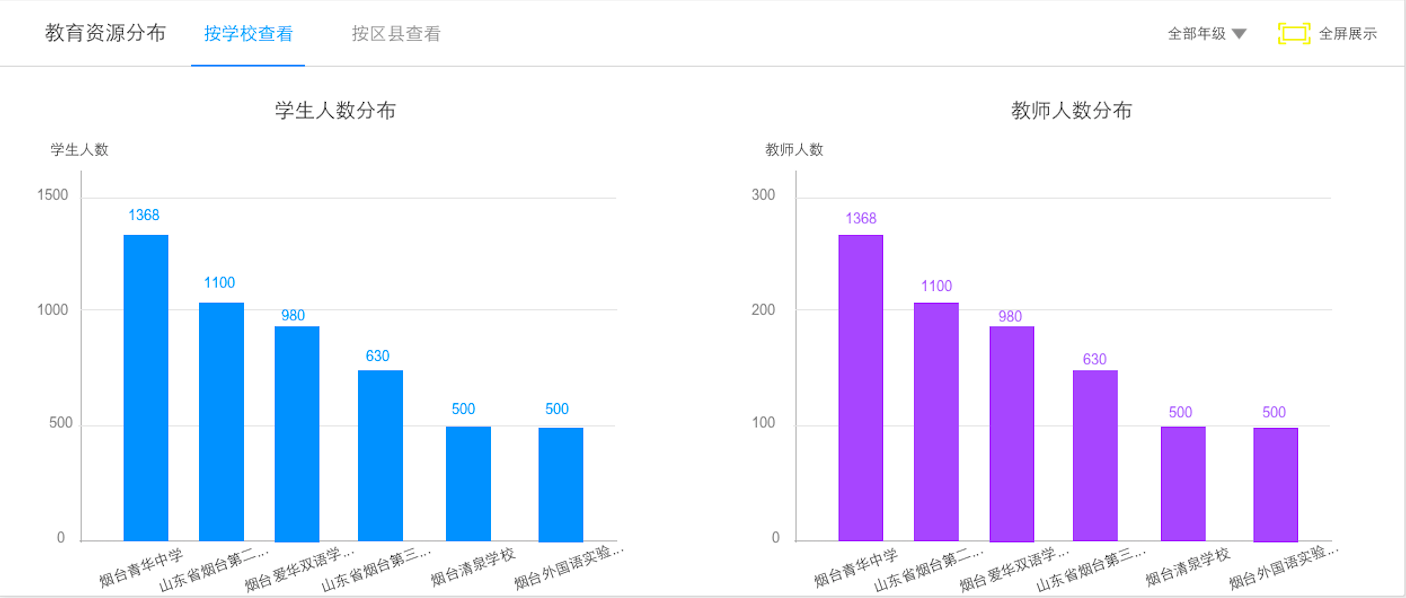 教育资源分布 按学校查看 按区县查看 全部年级 全屏展示
学生人数分布
学生人数
1500
1000
500
0
1368
1100
980
630
500
500
烟台青华中学
山东省烟台第二...
烟台爱华双语学...
山东省烟台第三...
烟台清泉学校
烟台外国语实验...
教师人数分布
教师人数
300
200
100
0
1368
1100
980
630
500
500
烟台青华中学
山东省烟台第二...
烟台爱华双语学...
山东省烟台第三...
烟台清泉学校
烟台外国语实验...